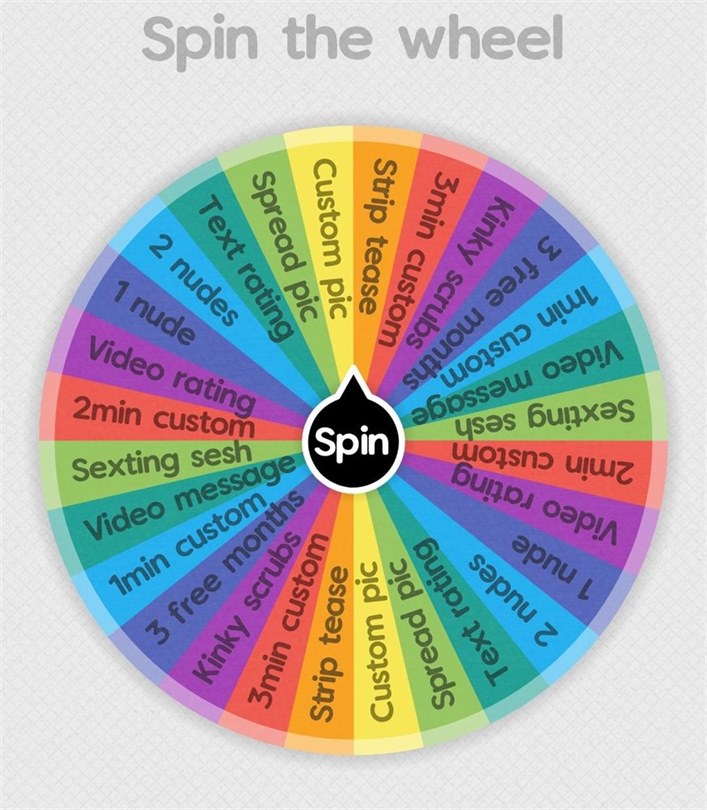 Spin the wheel
Strip tease
3min custom
Kinky scrubs
3 free months
1min custom
Video message
Sexting sesh
2min custom
Video rating
1 nude
2 nudes
Text rating
Spread pic
Custom pic
Strip tease
3min custom
Kinky scrubs
3 free months
1min custom
Video message
Sexting sesh
2min custom
Video rating
1 nude
2 nudes
Text rating
Spread pic
Custom pic
Spin